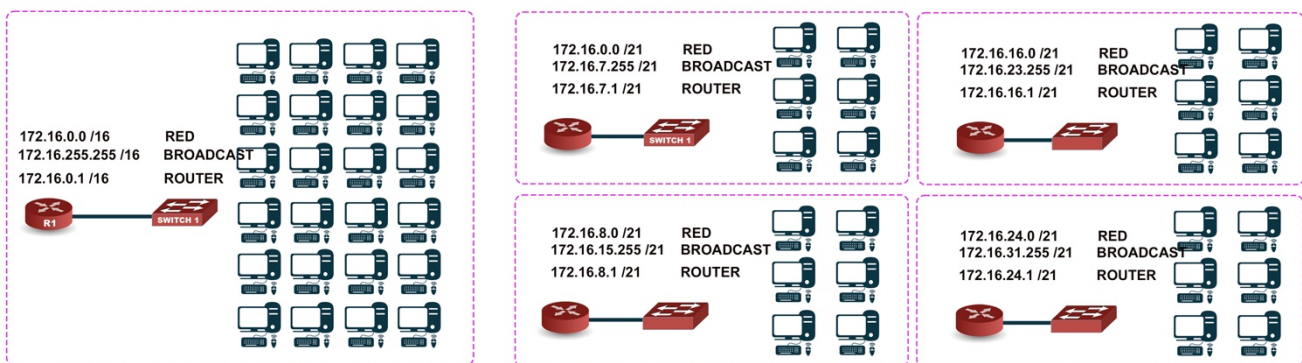 172.16.0.0 /16 RED
172.16.255.255 /16 BROADCAST
172.16.0.1 /16 ROUTER
R1
SWITCH 1
172.16.0.0 /21 RED
172.16.7.255 /21 BROADCAST
172.16.7.1 /21 ROUTER
SWITCH 1
172.16.16.0 /21 RED
172.16.23.255 /21 BROADCAST
172.16.16.1 /21 ROUTER
172.16.8.0 /21 RED
172.16.15.255 /21 BROADCAST
172.16.8.1 /21 ROUTER
172.16.24.0 /21 RED
172.16.31.255 /21 BROADCAST
172.16.24.1 /21 ROUTER